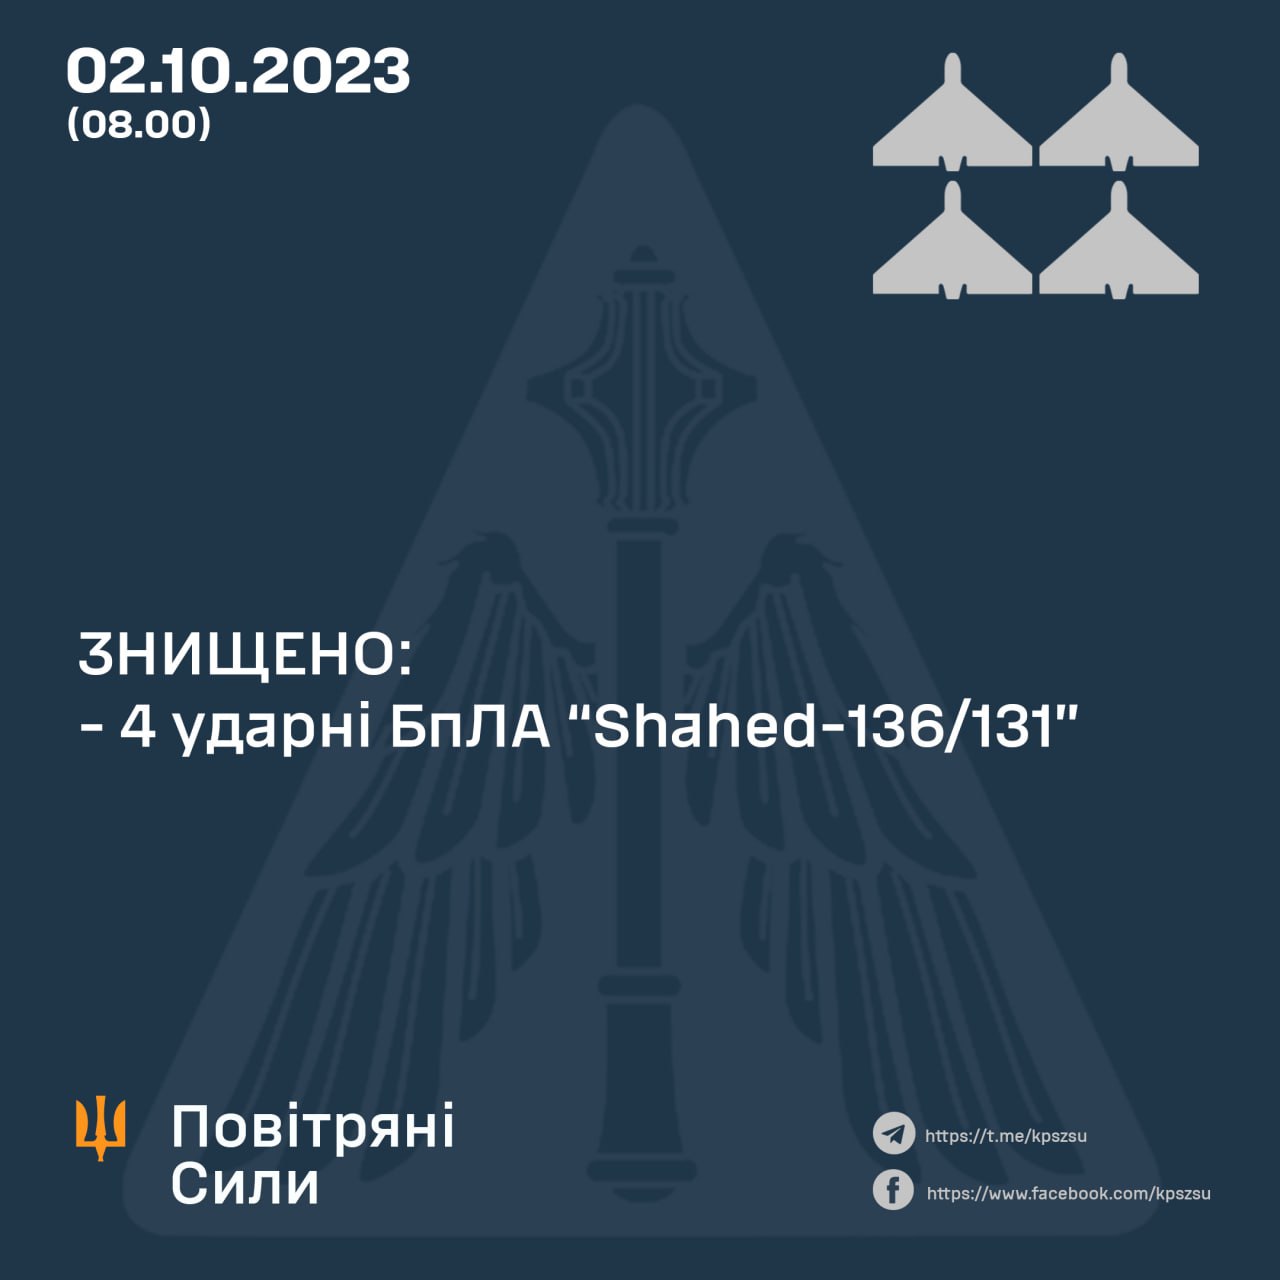 02.10.2023
(08.00)
ЗНИЩЕНО:
- 4 ударні БпЛА “Shahed-136/131”
Повітряні
Сили
https://t.me/kpszsu
https://www.facebook.com/kpszsu